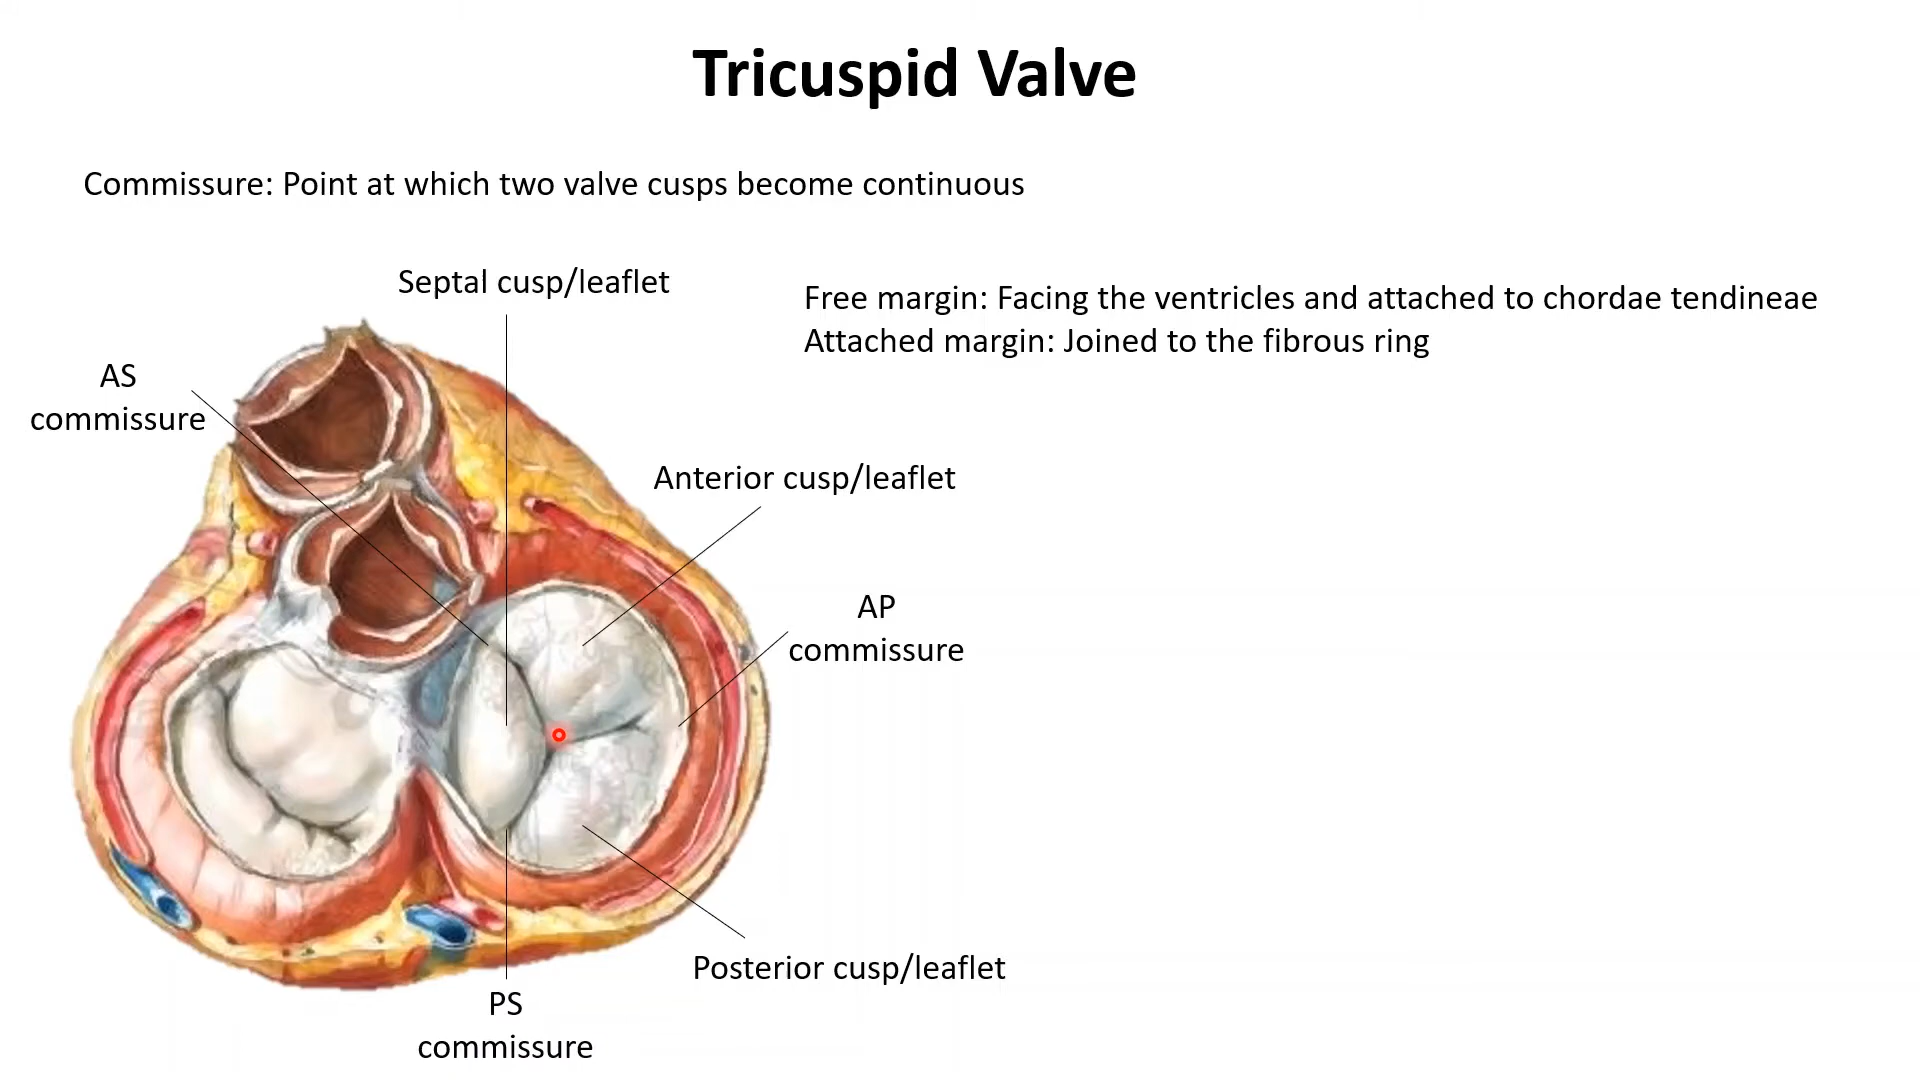 Tricuspid Valve
Commissure: Point at which two valve cusps become continuous
Septal cusp/leaflet
Free margin: Facing the ventricles and attached to chordae tendineae
Attached margin: Joined to the fibrous ring
AS
commissure
Anterior cusp/leaflet
AP
commissure
Posterior cusp/leaflet
PS
commissure